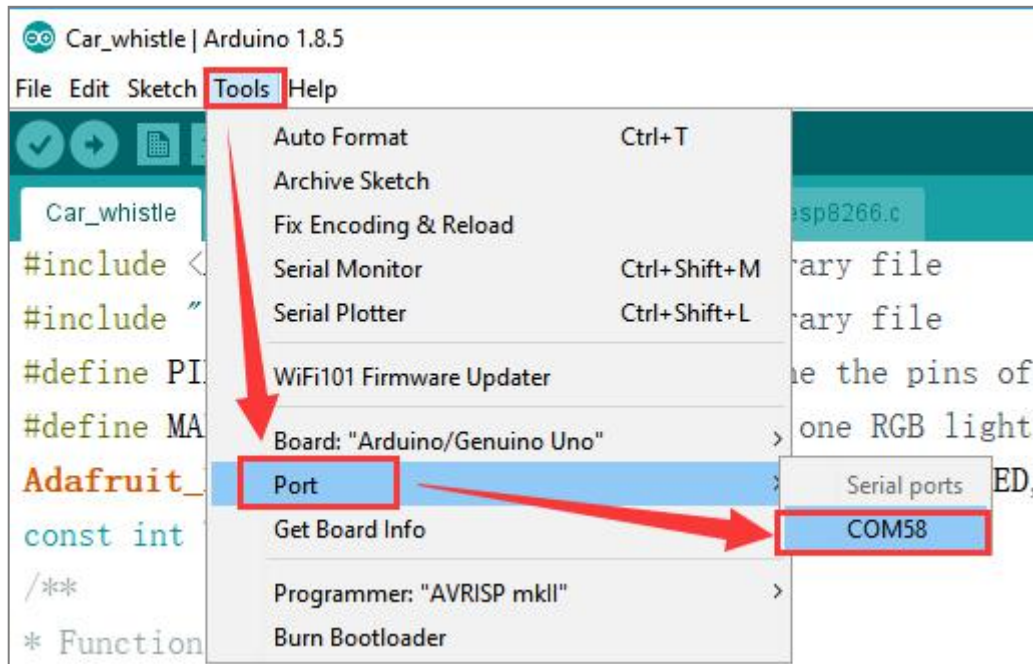 Car_whistle | Arduino 1.8.5
File Edit Sketch Tools Help
Auto Format Ctrl+T
Archive Sketch
Car_whistle esp8266.c
Fix Encoding & Reload
#include < rary file
Serial Monitor Ctrl+Shift+M
#include " rary file
Serial Plotter Ctrl+Shift+L
#define PI ne the pins of
WiFi101 Firmware Updater
#define MA one RGB light
Board: "Arduino/Genuino Uno" >
Adafruit_ ED,
Port > Serial ports
const int
Get Board Info COM58
/**
Programmer: "AVRISP mkII" >
* Function
Burn Bootloader